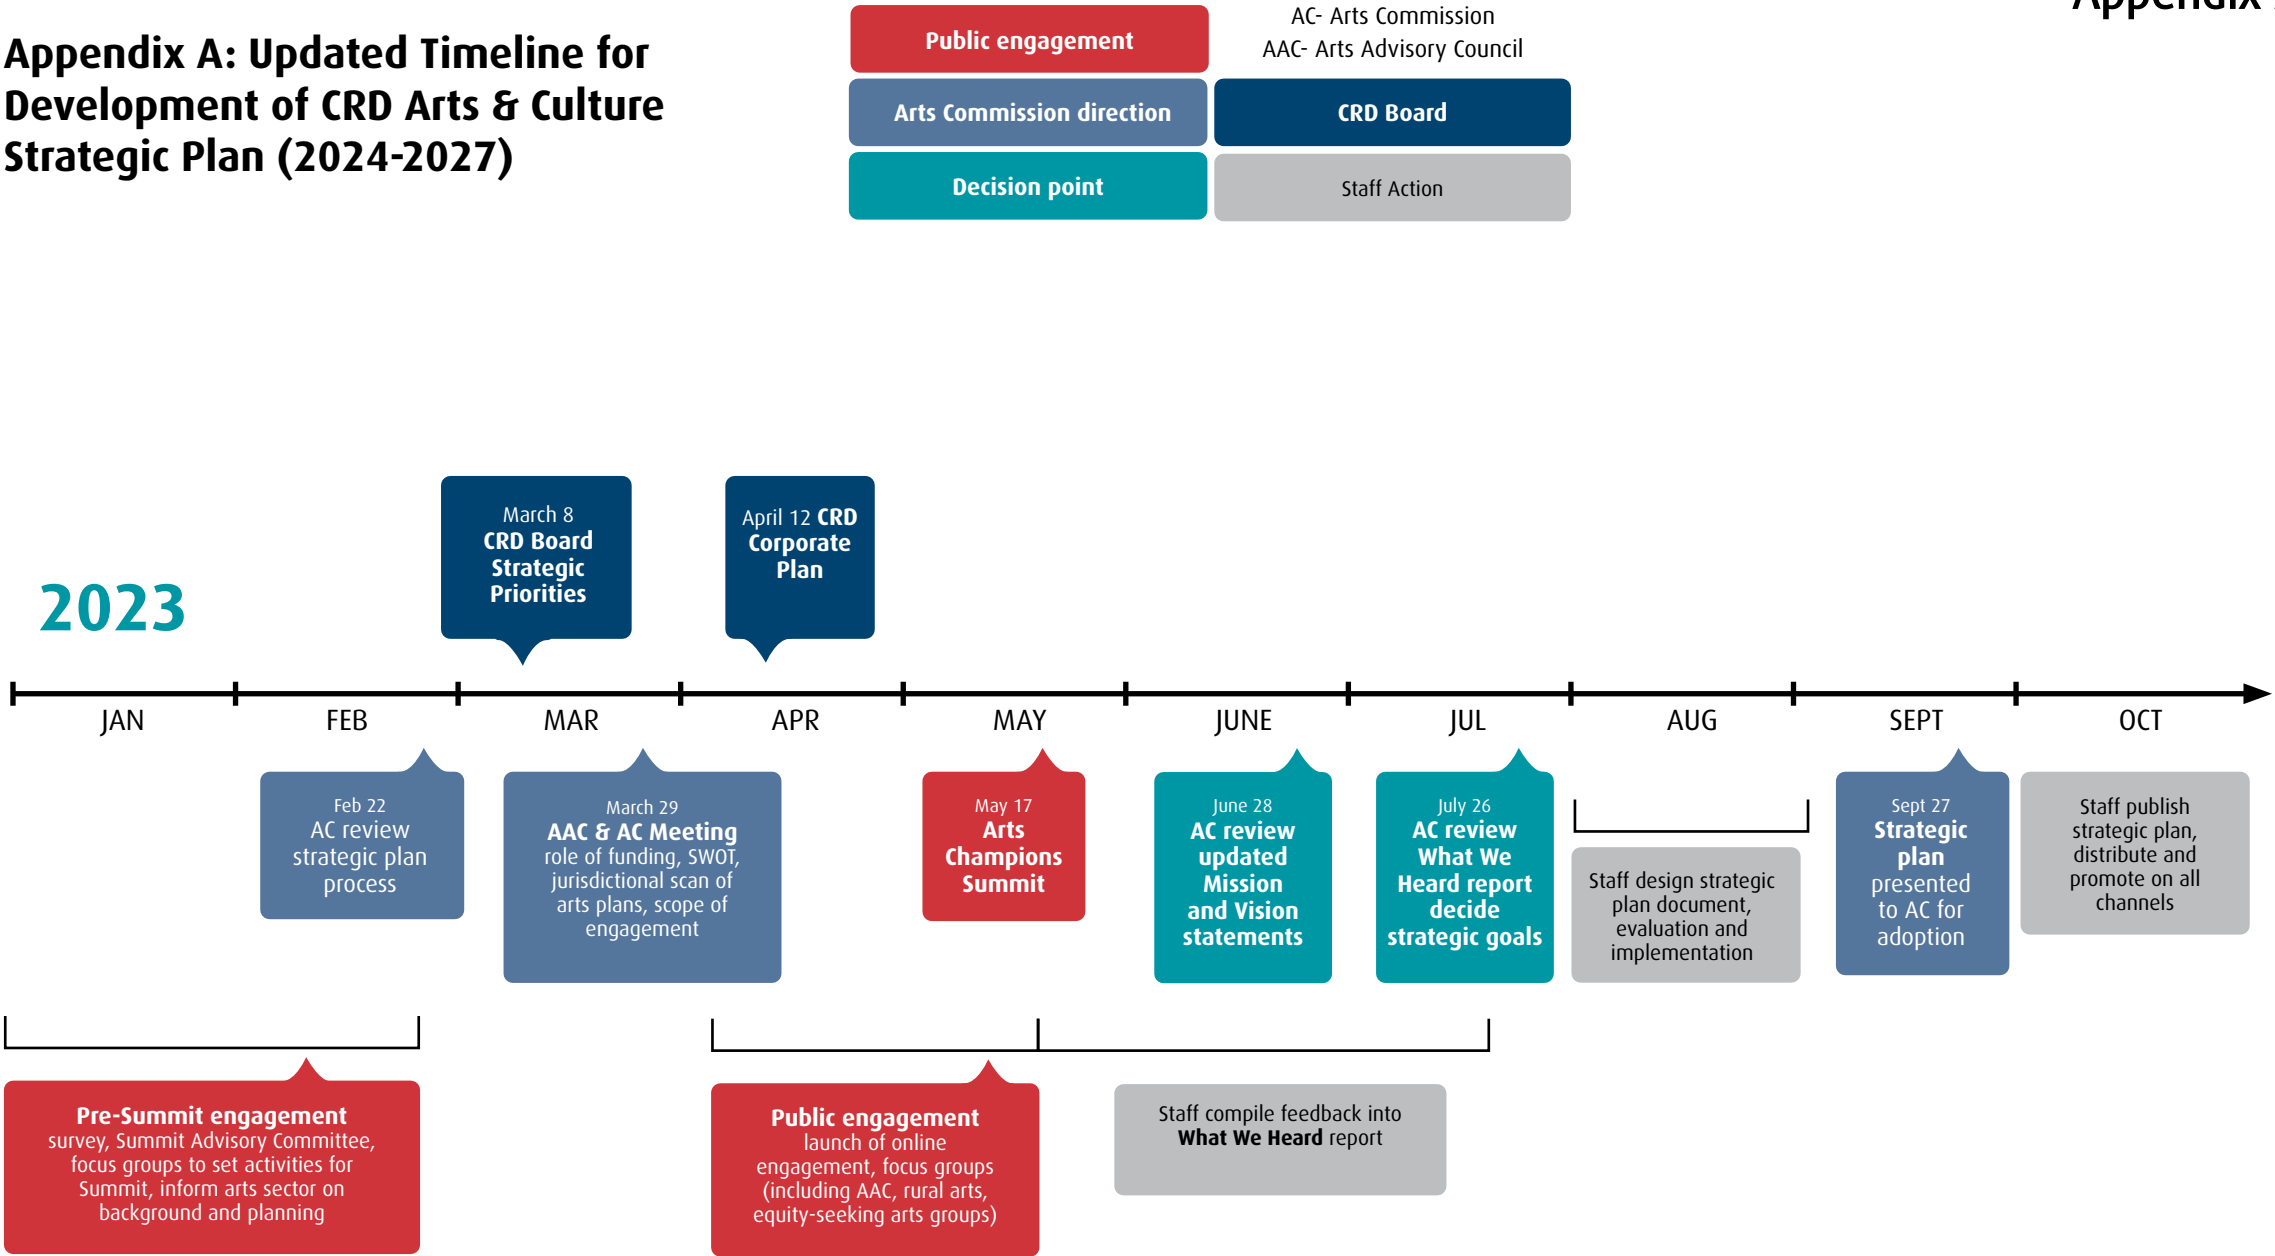 Appendix
Appendix A: Updated Timeline for
Development of CRD Arts & Culture
Strategic Plan (2024-2027)
Public engagement
AC- Arts Commission
AAC- Arts Advisory Council
Arts Commission direction
CRD Board
Decision point
Staff Action
March 8
CRD Board
Strategic
Priorities
April 12 CRD
Corporate
Plan
2023
JAN
FEB
MAR
APR
MAY
JUNE
JUL
AUG
SEPT
OCT
Feb 22
AC review
strategic plan
process
March 29
AAC & AC Meeting
role of funding, SWOT,
jurisdictional scan of
arts plans, scope of
engagement
May 17
Arts
Champions
Summit
June 28
AC review
updated
Mission
and Vision
statements
July 26
AC review
What We
Heard report
decide
strategic goals
Staff design strategic
plan document,
evaluation and
implementation
Sept 27
Strategic
plan
presented
to AC for
adoption
Staff publish
strategic plan,
distribute and
promote on all
channels
Pre-Summit engagement
survey, Summit Advisory Committee,
focus groups to set activities for
Summit, inform arts sector on
background and planning
Public engagement
launch of online
engagement, focus groups
(including AAC, rural arts,
equity-seeking arts groups)
Staff compile feedback into
What We Heard report